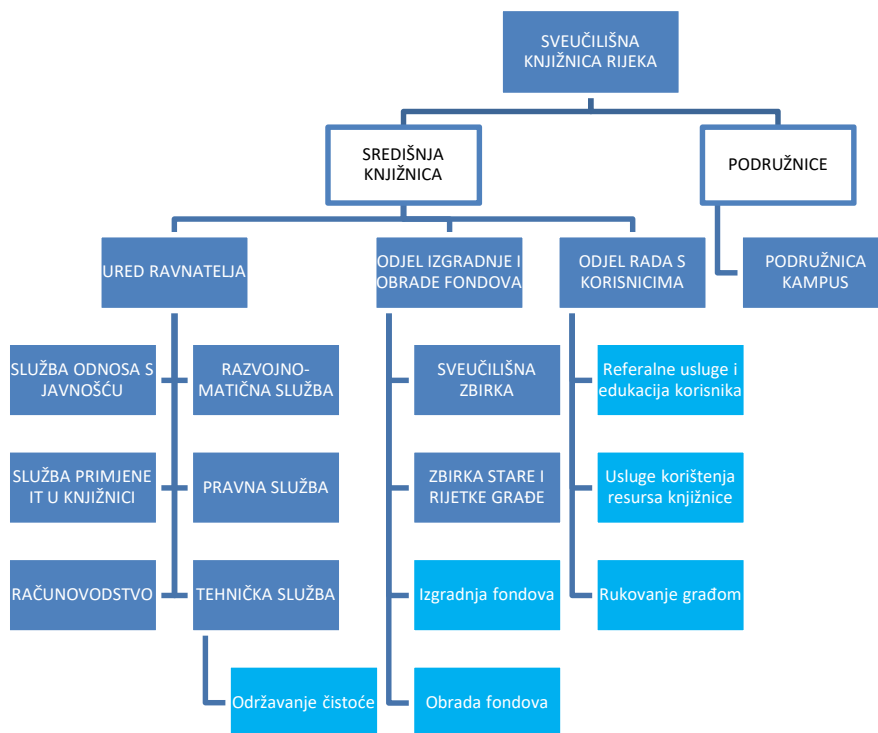 SVEUČILIŠNA
KNJIŽNICA RIJEKA
SREDIŠNJA
KNJIŽNICA
PODRUŽNICE
URED RAVNATELJA
ODJEL IZGRADNJE I
OBRADE FONDOVA
ODJEL RADA S
KORISNICIMA
PODRUŽNICA
KAMPUS
SLUŽBA ODNOSA S
JAVNOŠĆU
RAZVOJNO-
MATIČNA SLUŽBA
SVEUČILIŠNA
ZBIRKA
Referalne usluge i
edukacija korisnika
SLUŽBA PRIMJENE
IT U KNJIŽNICI
PRAVNA SLUŽBA
ZBIRKA STARE I
RIJETKE GRAĐE
Usluge korištenja
resursa knjižnice
RAČUNOVODSTVO
TEHNIČKA SLUŽBA
Izgradnja fondova
Rukovanje građom
Održavanje čistoće
Obrada fondova